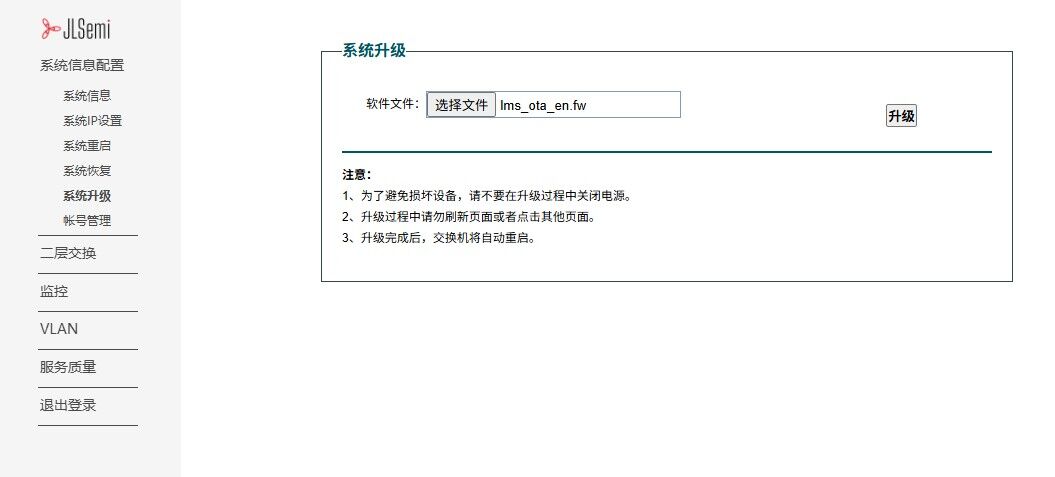 JLSemi
系统信息配置
系统信息
系统IP设置
系统重启
系统恢复
系统升级
帐号管理
二层交换
监控
VLAN
服务质量
退出登录
系统升级
软件文件： 选择文件 lms_ota_en.fw
升级
注意：
1、为了避免损坏设备，请不要在升级过程中关闭电源。
2、升级过程中请勿刷新页面或者点击其他页面。
3、升级完成后，交换机将自动重启。